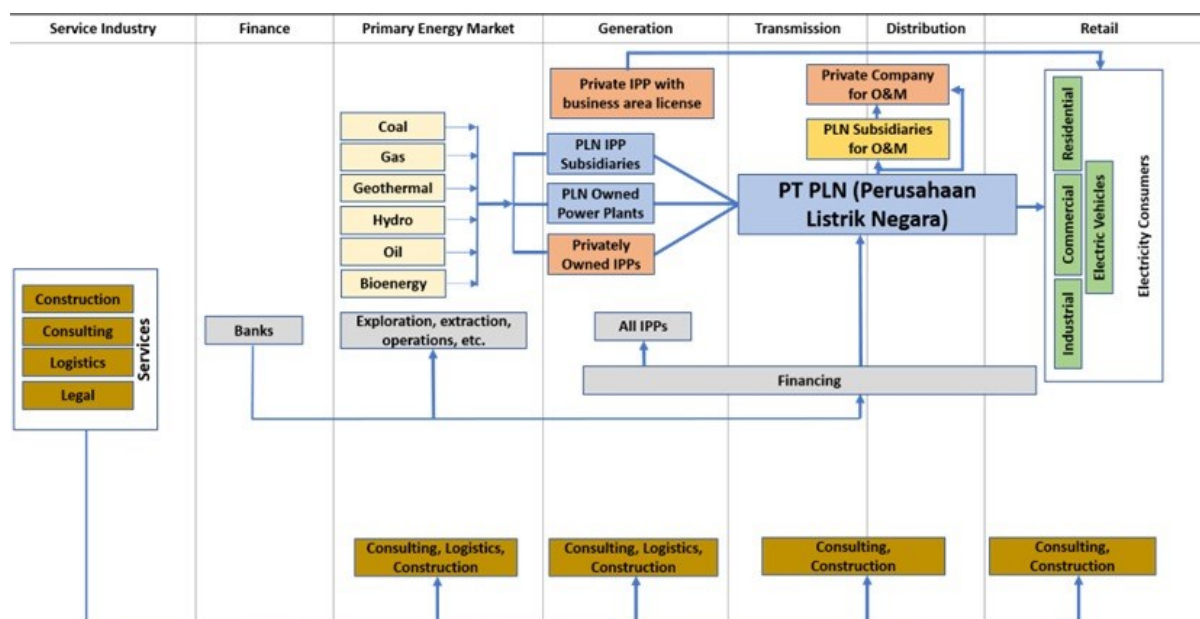 Service Industry
Finance
Primary Energy Market
Generation
Transmission
Distribution
Retail
Construction
Consulting
Logistics
Legal
Services
Banks
Coal
Gas
Geothermal
Hydro
Oil
Bioenergy
Exploration, extraction,
operations, etc.
Private IPP with
business area license
PLN IPP
Subsidiaries
PLN Owned
Power Plants
Privately
Owned IPPs
All IPPs
Financing
Private Company
for O&M
PLN Subsidiaries
for O&M
PT PLN (Perusahaan
Listrik Negara)
Residential
Commercial
Industrial
Electric Vehicles
Electricity Consumers
Consulting, Logistics,
Construction
Consulting, Logistics,
Construction
Consulting,
Construction
Consulting,
Construction